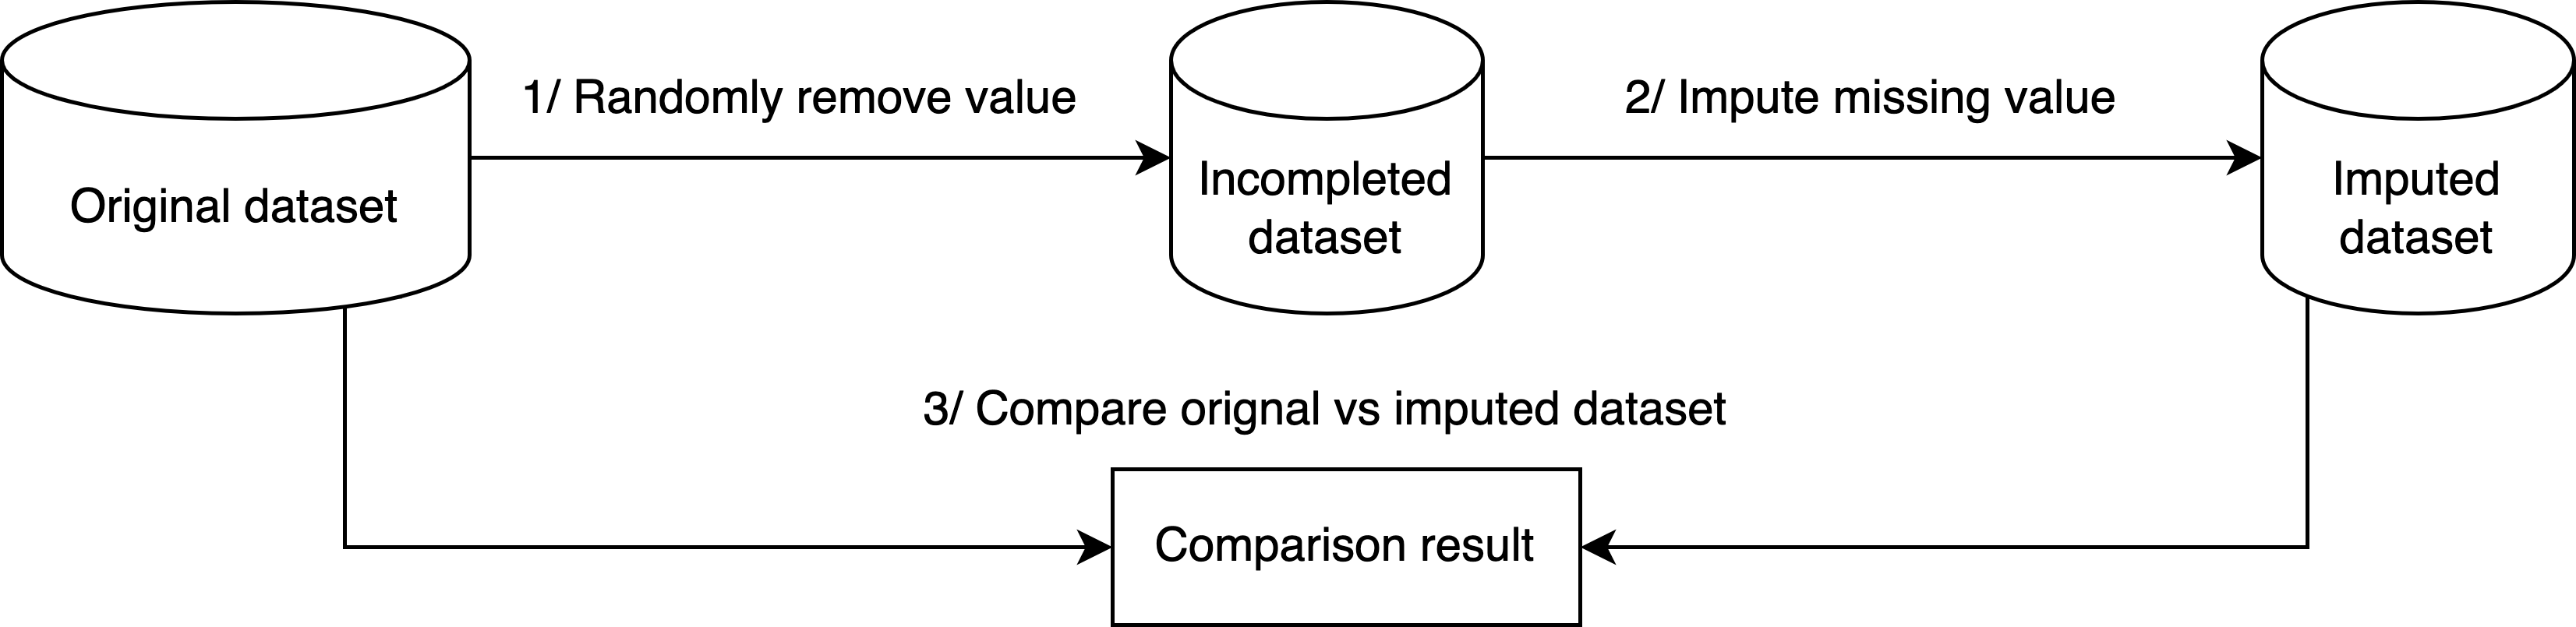 1/ Randomly remove value
2/ Impute missing value
Original dataset
Incompleted
dataset
Imputed
dataset
3/ Compare orignal vs imputed dataset
Comparison result